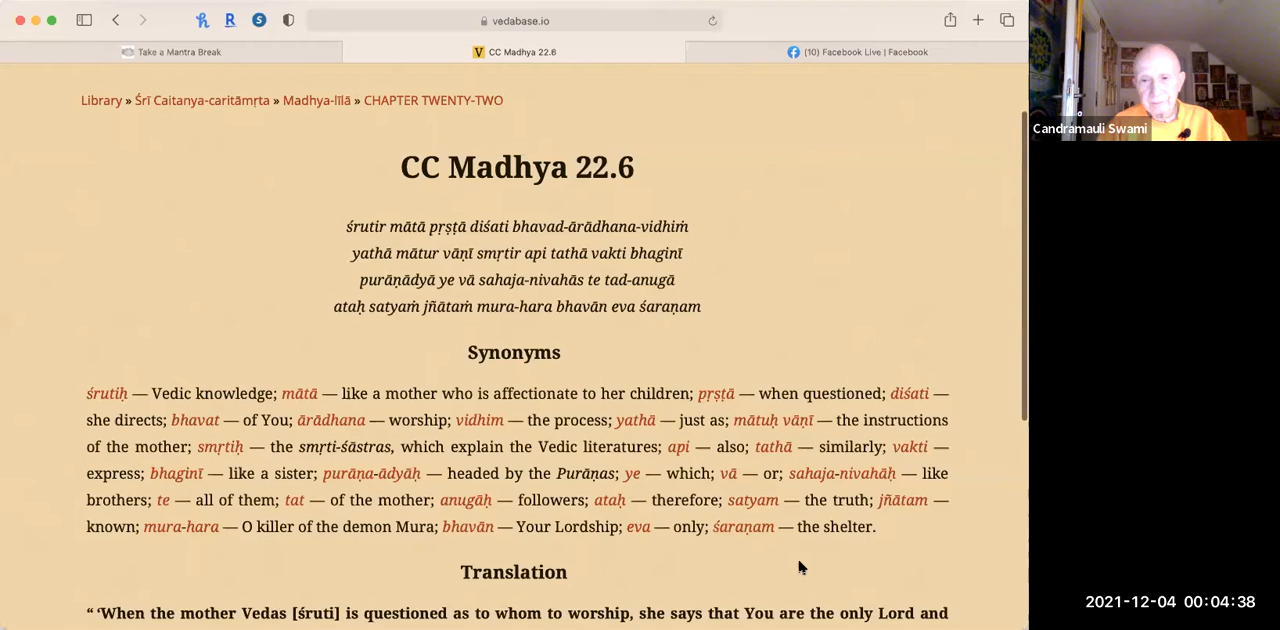 vedabase.io
Take a Mantra Break
CC Madhya 22.6
(10) Facebook Live | Facebook
Library » Śrī Caitanya-caritāmṛta » Madhya-līlā » CHAPTER TWENTY-TWO
CC Madhya 22.6
śrutir mātā pṛṣṭā diśati bhavad-ārādhana-vidhiṁ
yathā mātur vāṇī smṛtir api tathā vakti bhaginī
purāṇādyā ye vā sahaja-nivahās te tad-anugā
ataḥ satyaṁ jñātaṁ mura-hara bhavān eva śaraṇam
Synonyms
śrutiḥ — Vedic knowledge; mātā — like a mother who is affectionate to her children; pṛṣṭā — when questioned; diśati —
she directs; bhavat — of You; ārādhana — worship; vidhim — the process; yathā — just as; mātuḥ vāṇī — the instructions
of the mother; smṛtiḥ — the smṛti-śāstras, which explain the Vedic literatures; api — also; tathā — similarly; vakti —
express; bhaginī — like a sister; purāṇa-ādyāḥ — headed by the Purāṇas; ye — which; vā — or; sahaja-nivahāḥ — like
brothers; te — all of them; tat — of the mother; anugāḥ — followers; ataḥ — therefore; satyam — the truth; jñātam —
known; mura-hara — O killer of the demon Mura; bhavān — Your Lordship; eva — only; śaraṇam — the shelter.
Translation
“ ‘When the mother Vedas [śruti] is questioned as to whom to worship, she says that You are the only Lord and
Candramauli Swami
2021-12-04 00:04:38